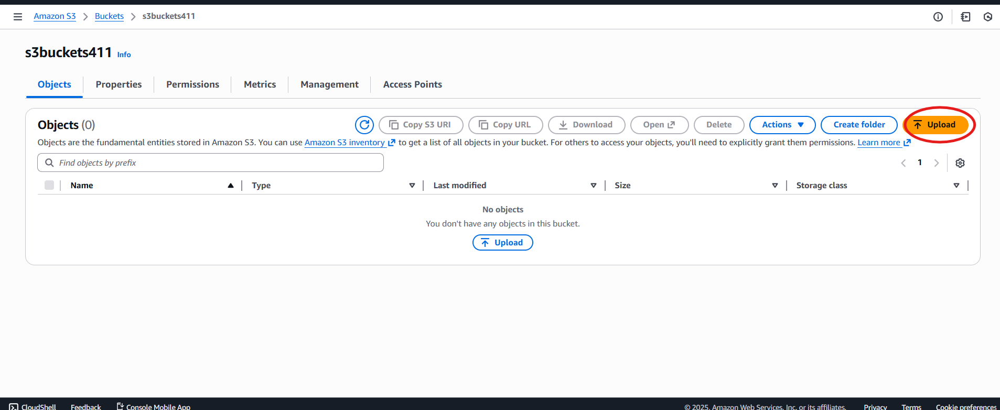 Amazon S3 > Buckets > s3buckets411
s3buckets411 Info
Objects Properties Permissions Metrics Management Access Points
Objects (0) Copy S3 URI Copy URL Download Open Delete Actions Create folder Upload
Objects are the fundamental entities stored in Amazon S3. You can use Amazon S3 inventory to get a list of all objects in your bucket. For others to access your objects, you'll need to explicitly grant them permissions. Learn more
Find objects by prefix 1
Name Type Last modified Size Storage class
No objects
You don't have any objects in this bucket.
Upload
CloudShell Feedback Console Mobile App © 2025, Amazon Web Services, Inc. or its affiliates. Privacy Terms Cookie preferences